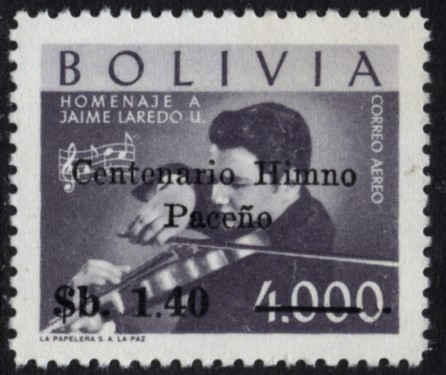 BOLIVIA
HOMENAJE A
JAIME LAREDO U.
CORREO AEREO
Centenario Himno
Paceño
$b. 1.40 4.000
LA PAPELERA S. A. LA PAZ